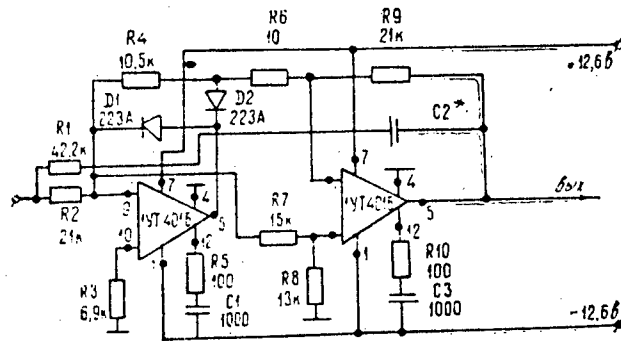 R6
10
R9
21к
R4
10,5к
+12,6в
D1
223А
D2
223А
C2*
R1
42,2к
7
7
4
4
Вых
R2
21к
9
10
1УТ401Б
5
12
1
R7
15к
1УТ401Б
5
12
1
R3
6,9к
R5
100
C1
1000
R8
13к
R10
100
C3
1000
-12,6в